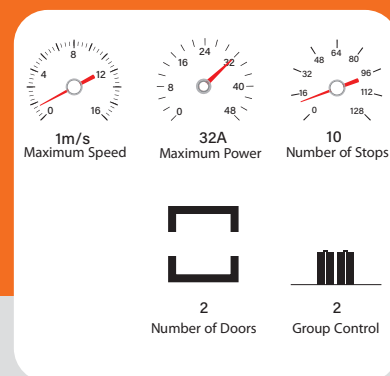 0 4 8 12 16
1m/s
Maximum Speed
0 8 16 24 32 40 48
32A
Maximum Power
0 16 32 48 64 80 96 112 128
10
Number of Stops
2
Number of Doors
2
Group Control